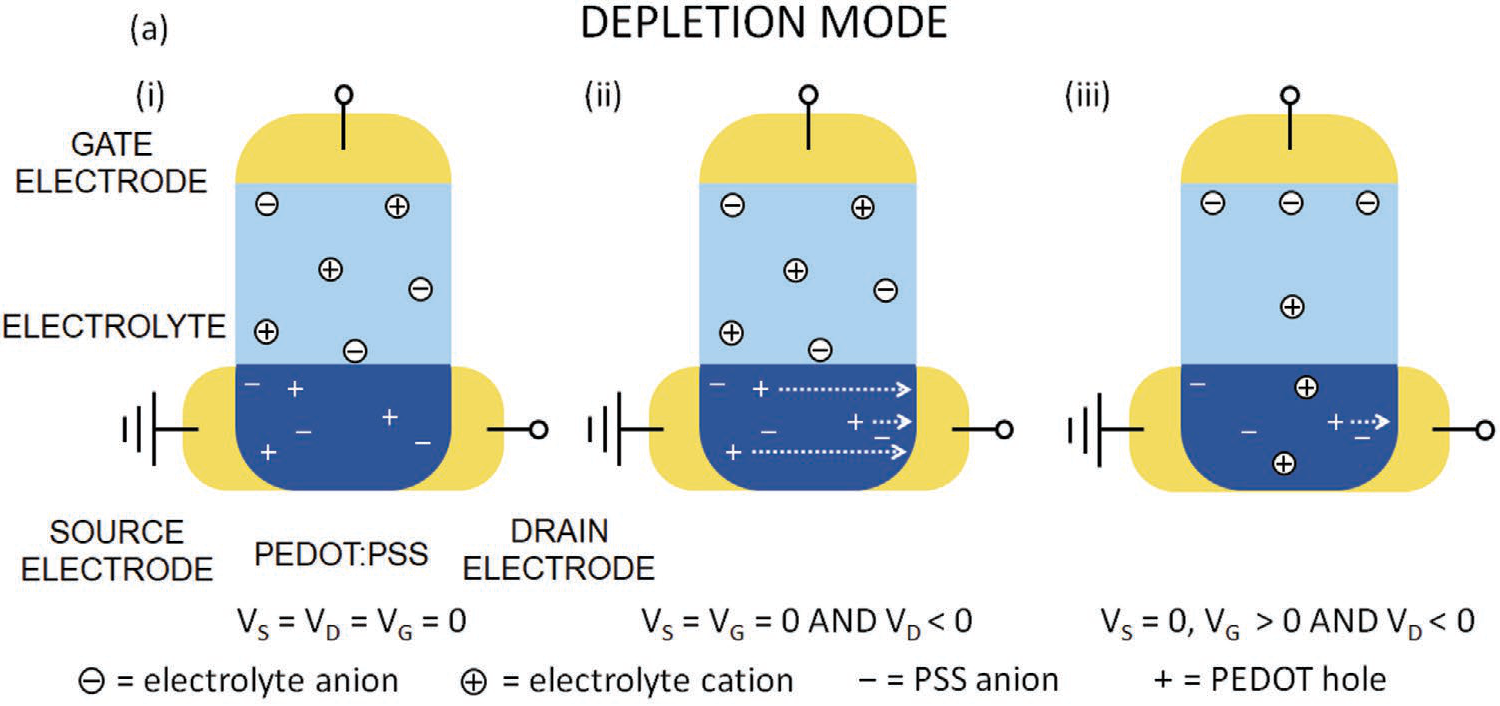 (a)
DEPLETION MODE
(i)
(ii)
(iii)
GATE
ELECTRODE
ELECTROLYTE
SOURCE
ELECTRODE
PEDOT:PSS
DRAIN
ELECTRODE
V_S = V_D = V_G = 0
V_S = V_G = 0 AND V_D < 0
V_S = 0, V_G > 0 AND V_D < 0
⊖ = electrolyte anion
⊕ = electrolyte cation
− = PSS anion
+ = PEDOT hole